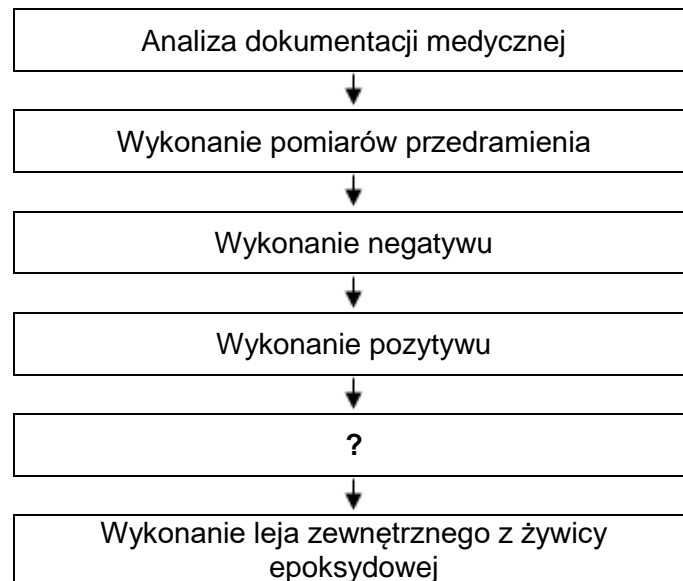 Analiza dokumentacji medycznej
Wykonanie pomiarów przedramienia
Wykonanie negatywu
Wykonanie pozytywu
?
Wykonanie leja zewnętrznego z żywicy
epoksydowej